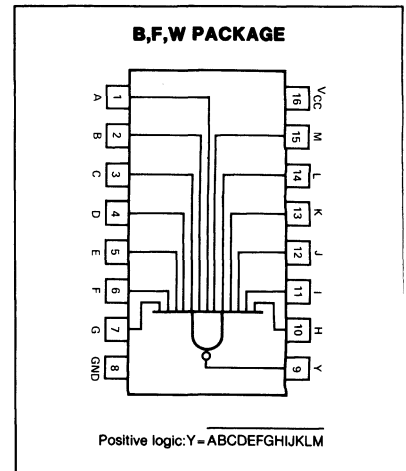 B,F,W PACKAGE
A 1 16 VCC
B 2 15 M
C 3 14 L
D 4 13 K
E 5 12 J
F 6 11 I
G 7 10 H
GND 8 9 Y
Positive logic: Y = A̅B̅C̅D̅E̅F̅G̅H̅I̅J̅K̅L̅M̅